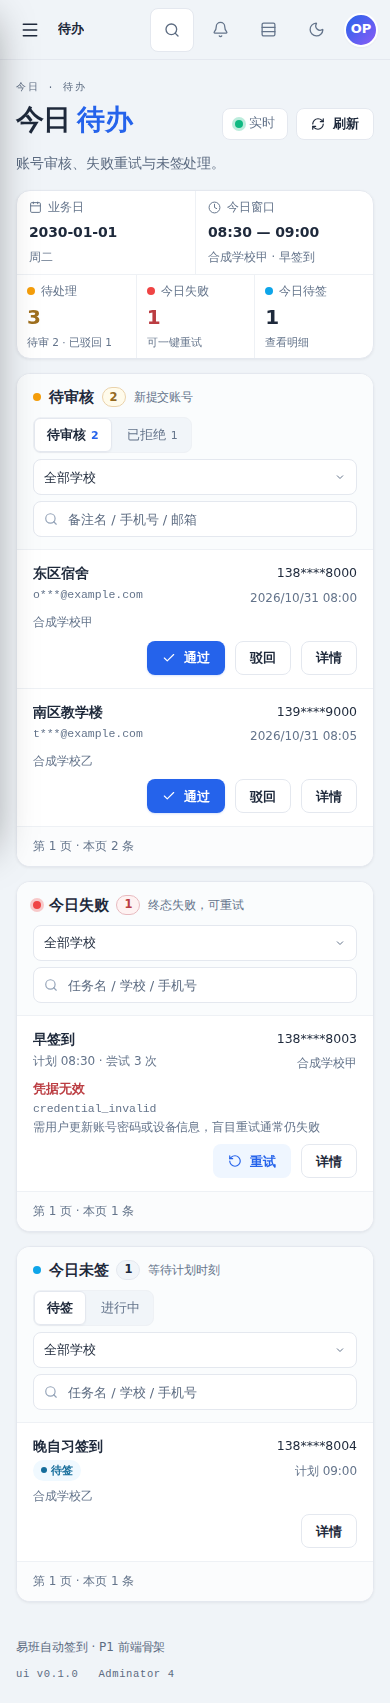 待办
OP
今日 · 待办
今日 待办
实时
刷新
账号审核、失败重试与未签处理。
业务日
2030-01-01
周二
今日窗口
08:30 — 09:00
合成学校甲 · 早签到
待处理
3
待审 2 · 已驳回 1
今日失败
1
可一键重试
今日待签
1
查看明细
待审核 2 新提交账号
待审核 2 已拒绝 1
全部学校
备注名 / 手机号 / 邮箱
东区宿舍 138****8000
o***@example.com 2026/10/31 08:00
合成学校甲
通过 驳回 详情
南区教学楼 139****9000
t***@example.com 2026/10/31 08:05
合成学校乙
通过 驳回 详情
第 1 页 · 本页 2 条
今日失败 1 终态失败，可重试
全部学校
任务名 / 学校 / 手机号
早签到 138****8003
计划 08:30 · 尝试 3 次 合成学校甲
凭据无效
credential_invalid
需用户更新账号密码或设备信息，盲目重试通常仍失败
重试 详情
第 1 页 · 本页 1 条
今日未签 1 等待计划时刻
待签 进行中
全部学校
任务名 / 学校 / 手机号
晚自习签到 138****8004
待签 计划 09:00
合成学校乙
详情
第 1 页 · 本页 1 条
易班自动签到 · P1 前端骨架
ui v0.1.0 Adminator 4